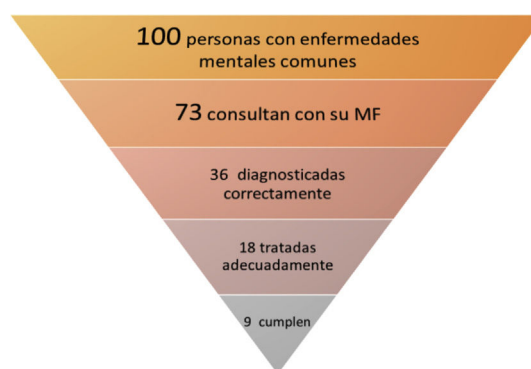 100 personas con enfermedades
mentales comunes
73 consultan con su MF
36 diagnosticadas
correctamente
18 tratadas
adecuadamente
9 cumplen